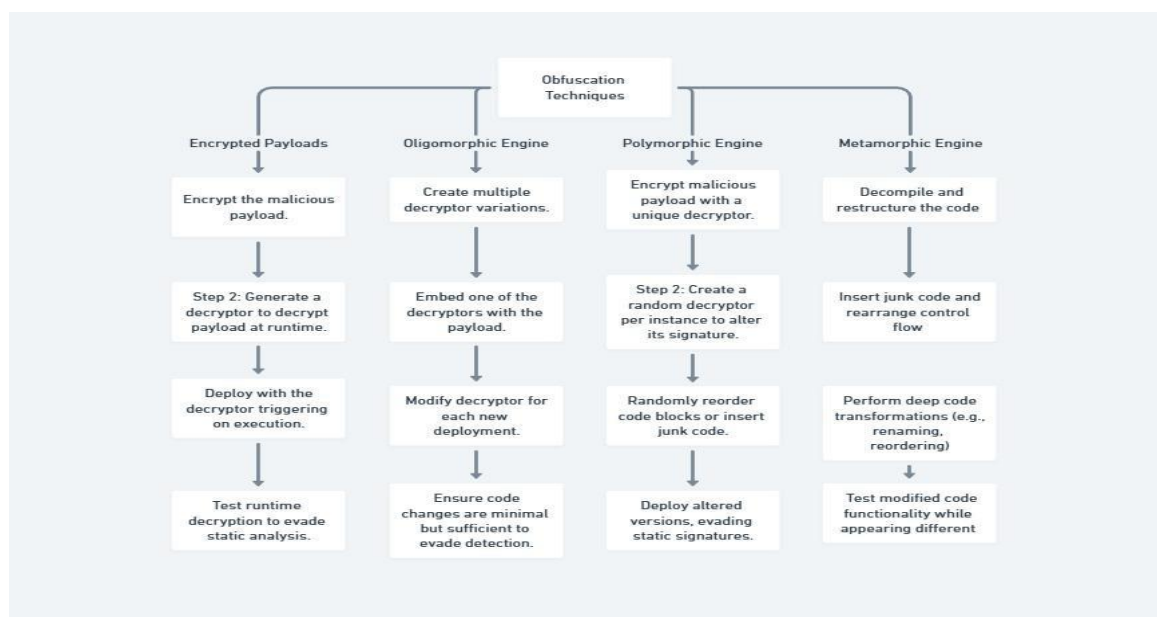 Obfuscation
Techniques
Encrypted Payloads
Oligomorphic Engine
Polymorphic Engine
Metamorphic Engine
Encrypt the malicious
payload.
Create multiple
decryptor variations.
Encrypt malicious
payload with a
unique decryptor.
Decompile and
restructure the code
Step 2: Generate a
decryptor to decrypt
payload at runtime.
Embed one of the
decryptors with the
payload.
Step 2: Create a
random decryptor
per instance to alter
its signature.
Insert junk code and
rearrange control
flow
Deploy with the
decryptor triggering
on execution.
Modify decryptor for
each new
deployment.
Randomly reorder
code blocks or insert
junk code.
Perform deep code
transformations (e.g.,
renaming,
reordering)
Test runtime
decryption to evade
static analysis.
Ensure code
changes are minimal
but sufficient to
evade detection.
Deploy altered
versions, evading
static signatures.
Test modified code
functionality while
appearing different